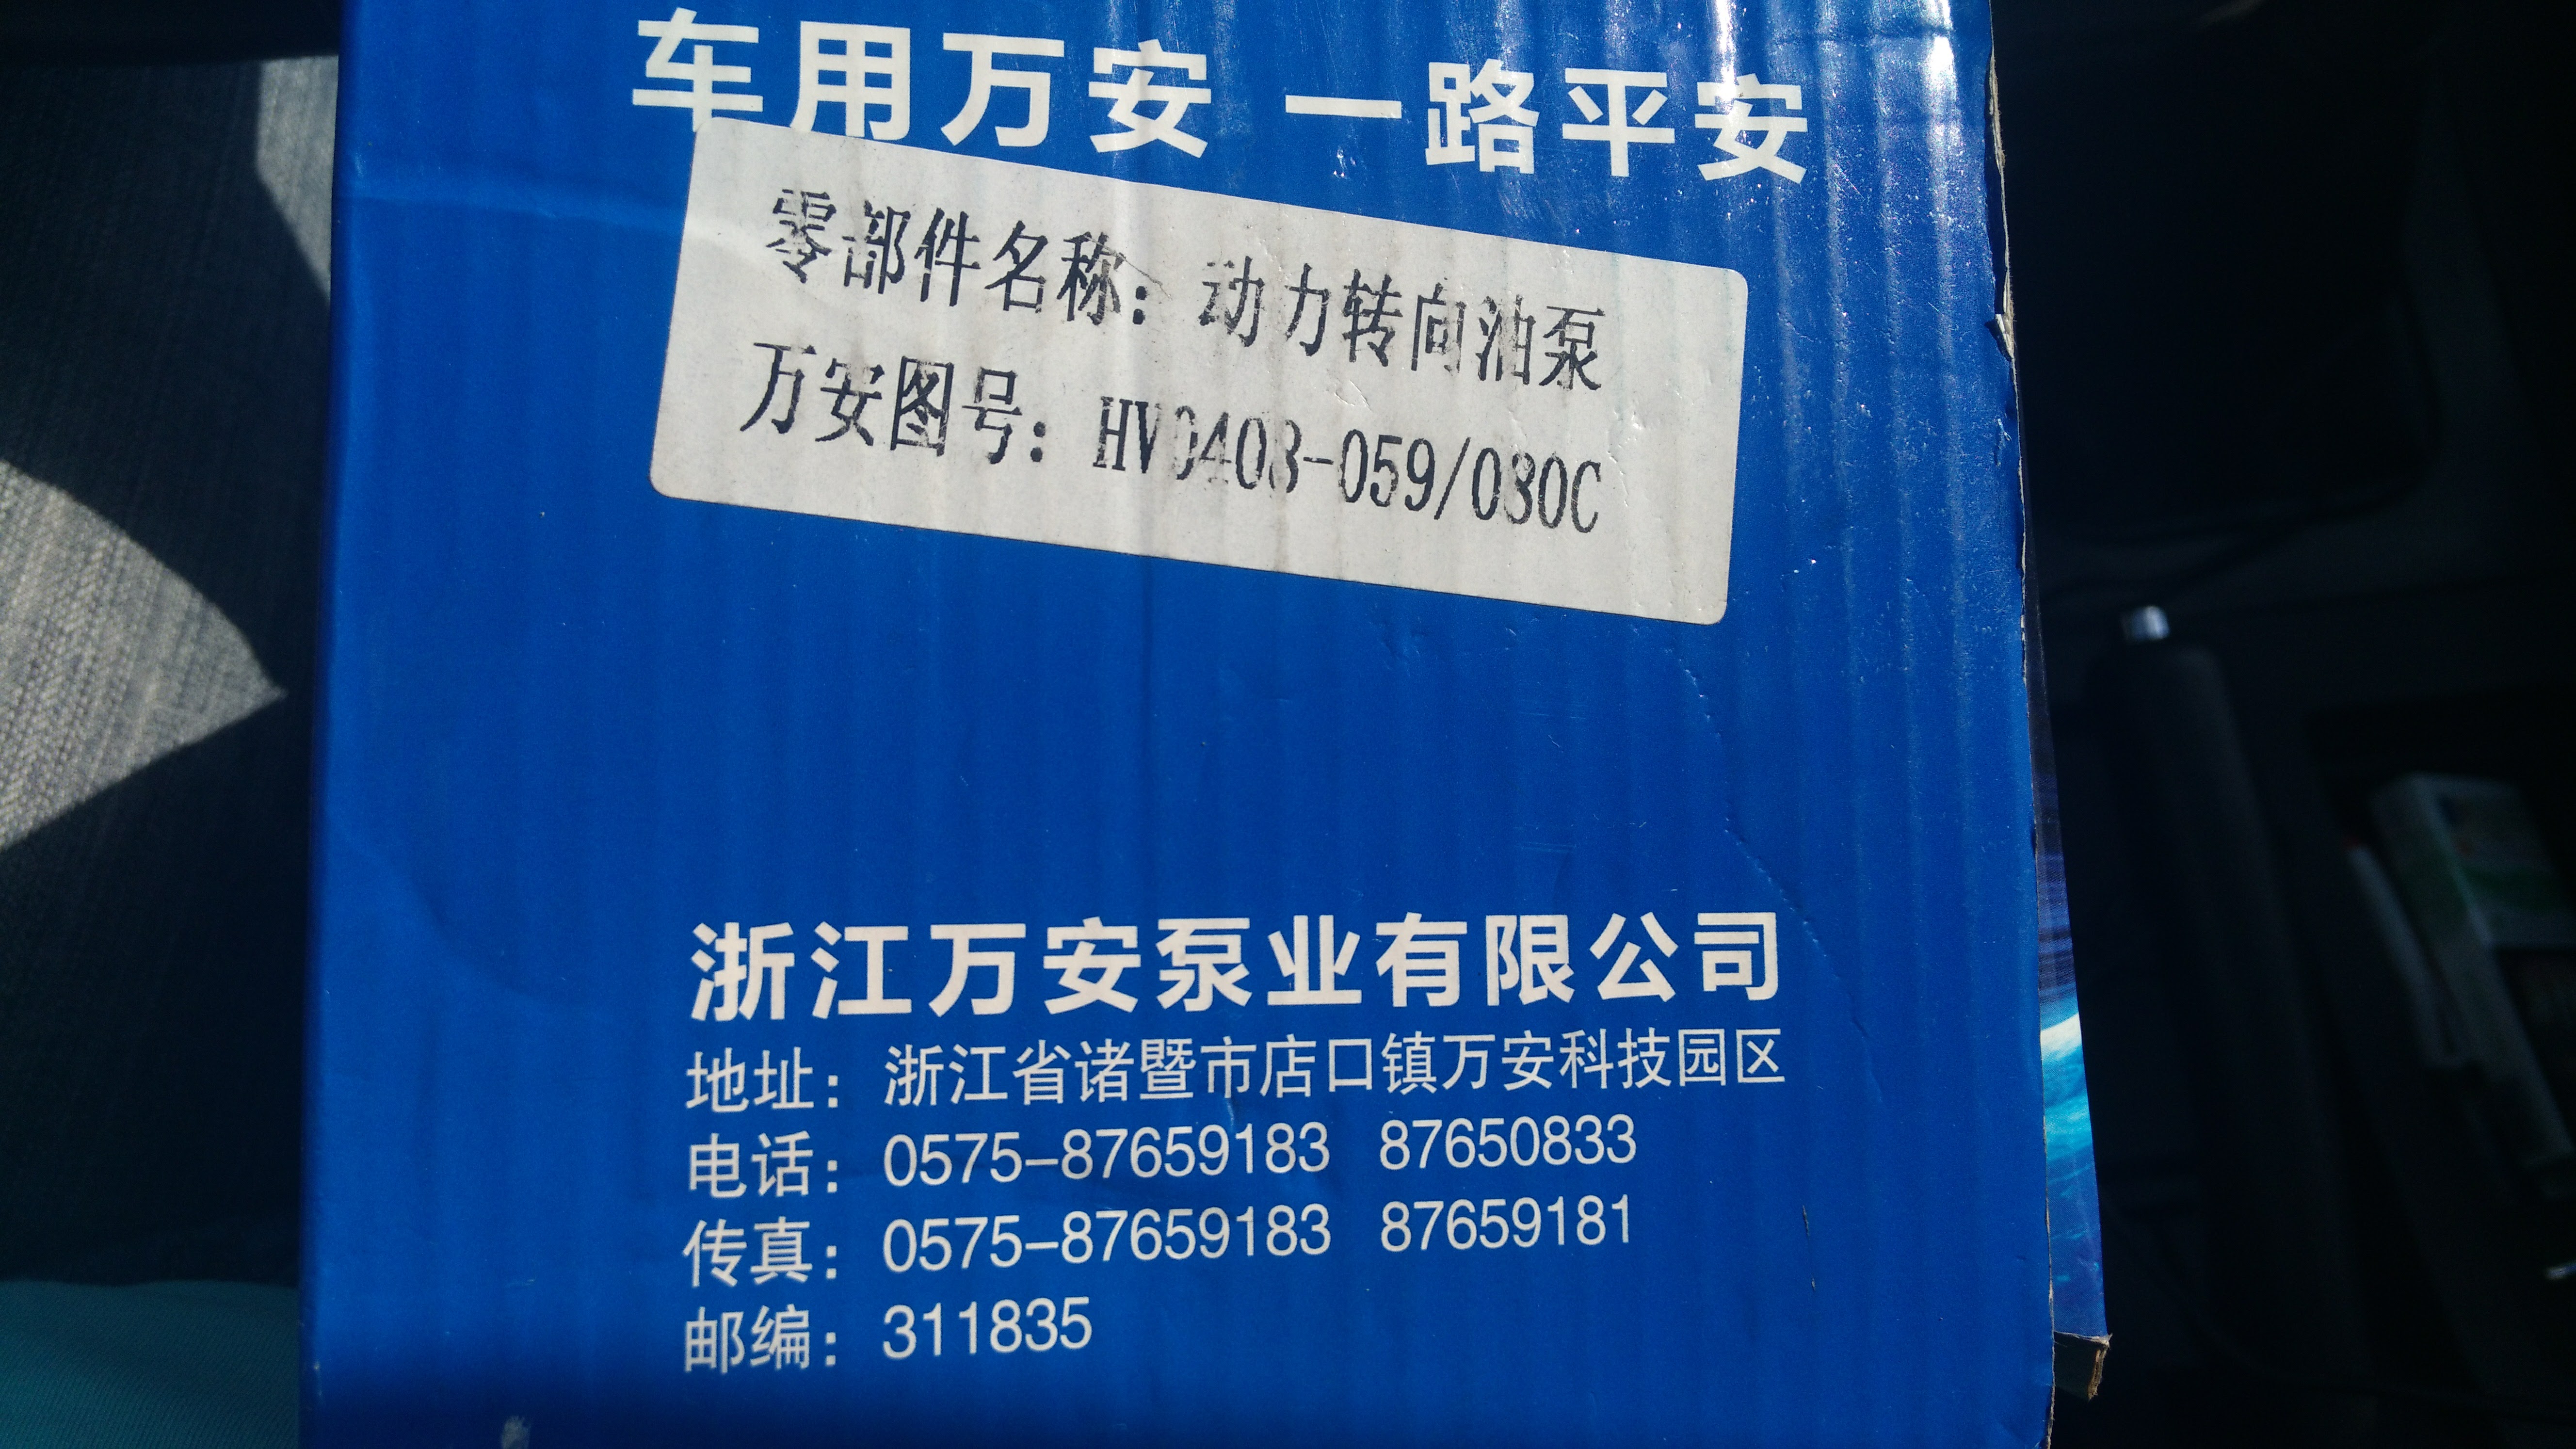 车用万安 一路平安
零部件名称：动力转向油泵
万安图号：HV0408-059/080C
浙江万安泵业有限公司
地址：浙江省诸暨市店口镇万安科技园区
电话：0575-87659183 87650833
传真：0575-87659183 87659181
邮编：311835